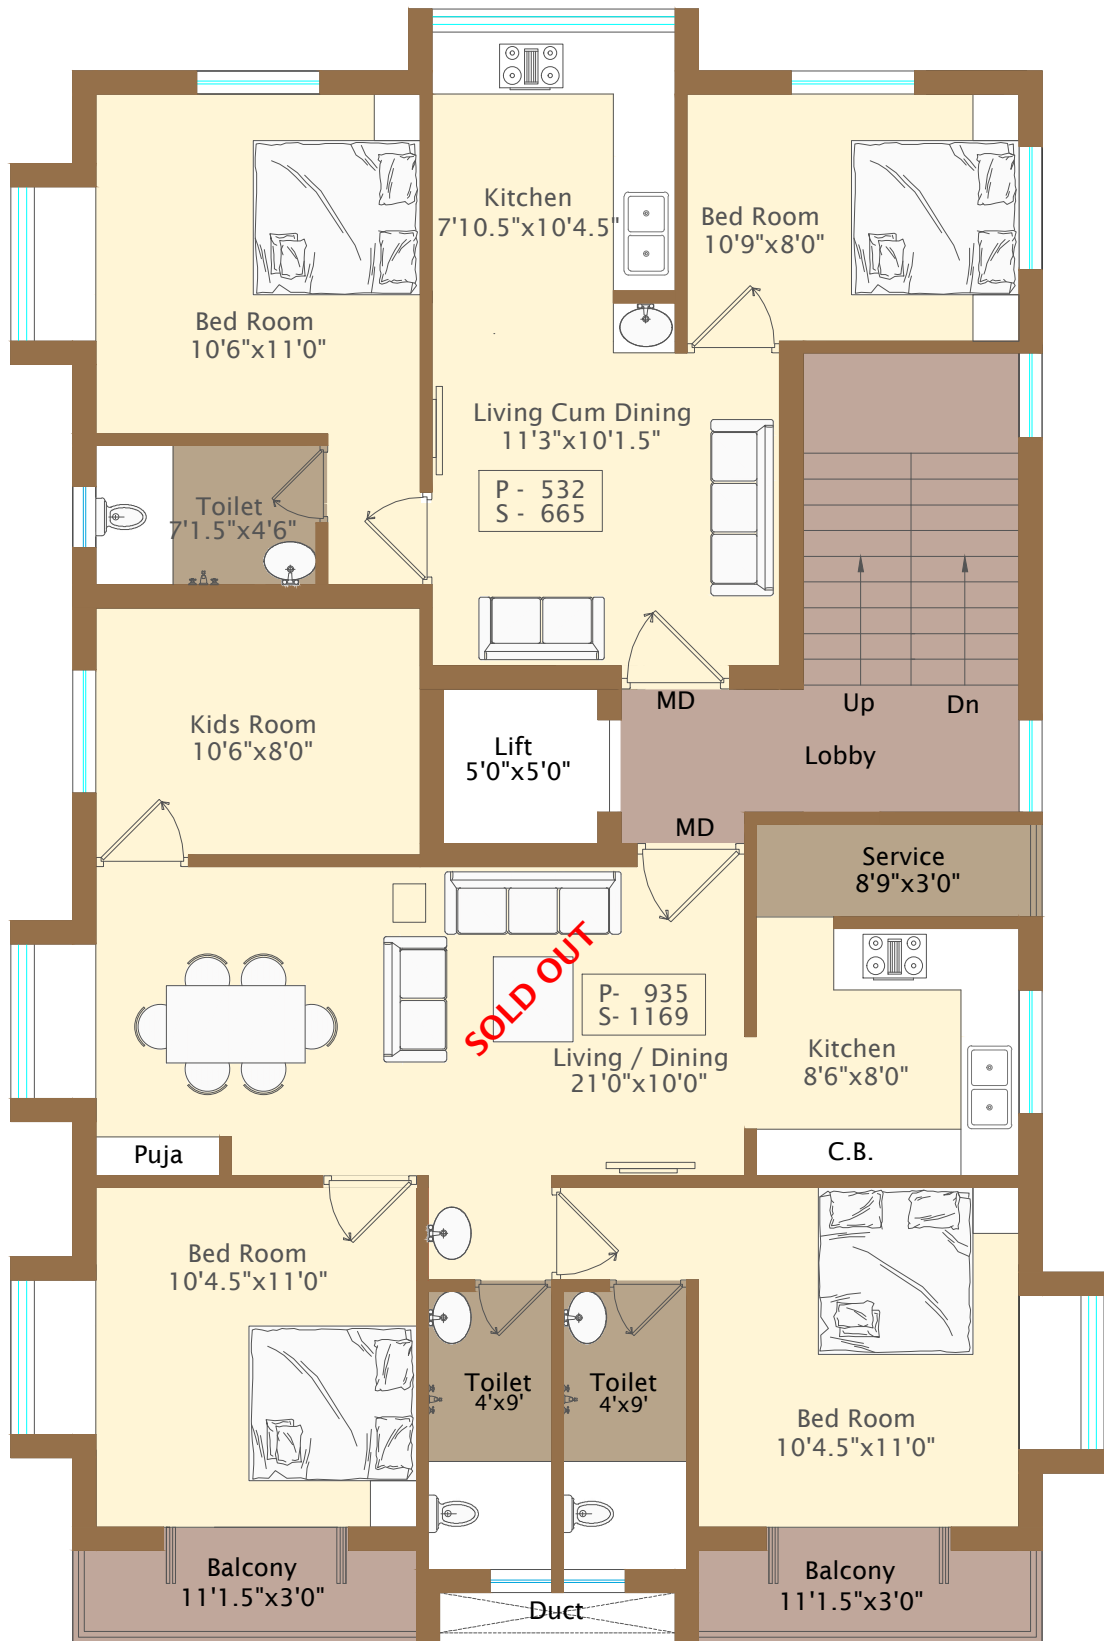 Kitchen
7'10.5"x10'4.5"
Bed Room
10'9"x8'0"
Bed Room
10'6"x11'0"
Living Cum Dining
11'3"x10'1.5"
P - 532
S - 665
Toilet
7'1.5"x4'6"
MD
Up
Dn
Kids Room
10'6"x8'0"
Lift
5'0"x5'0"
Lobby
MD
Service
8'9"x3'0"
SOLD OUT
P- 935
S- 1169
Living / Dining
21'0"x10'0"
Kitchen
8'6"x8'0"
Puja
C.B.
Bed Room
10'4.5"x11'0"
Toilet
4'x9'
Toilet
4'x9'
Bed Room
10'4.5"x11'0"
Balcony
11'1.5"x3'0"
Duct
Balcony
11'1.5"x3'0"